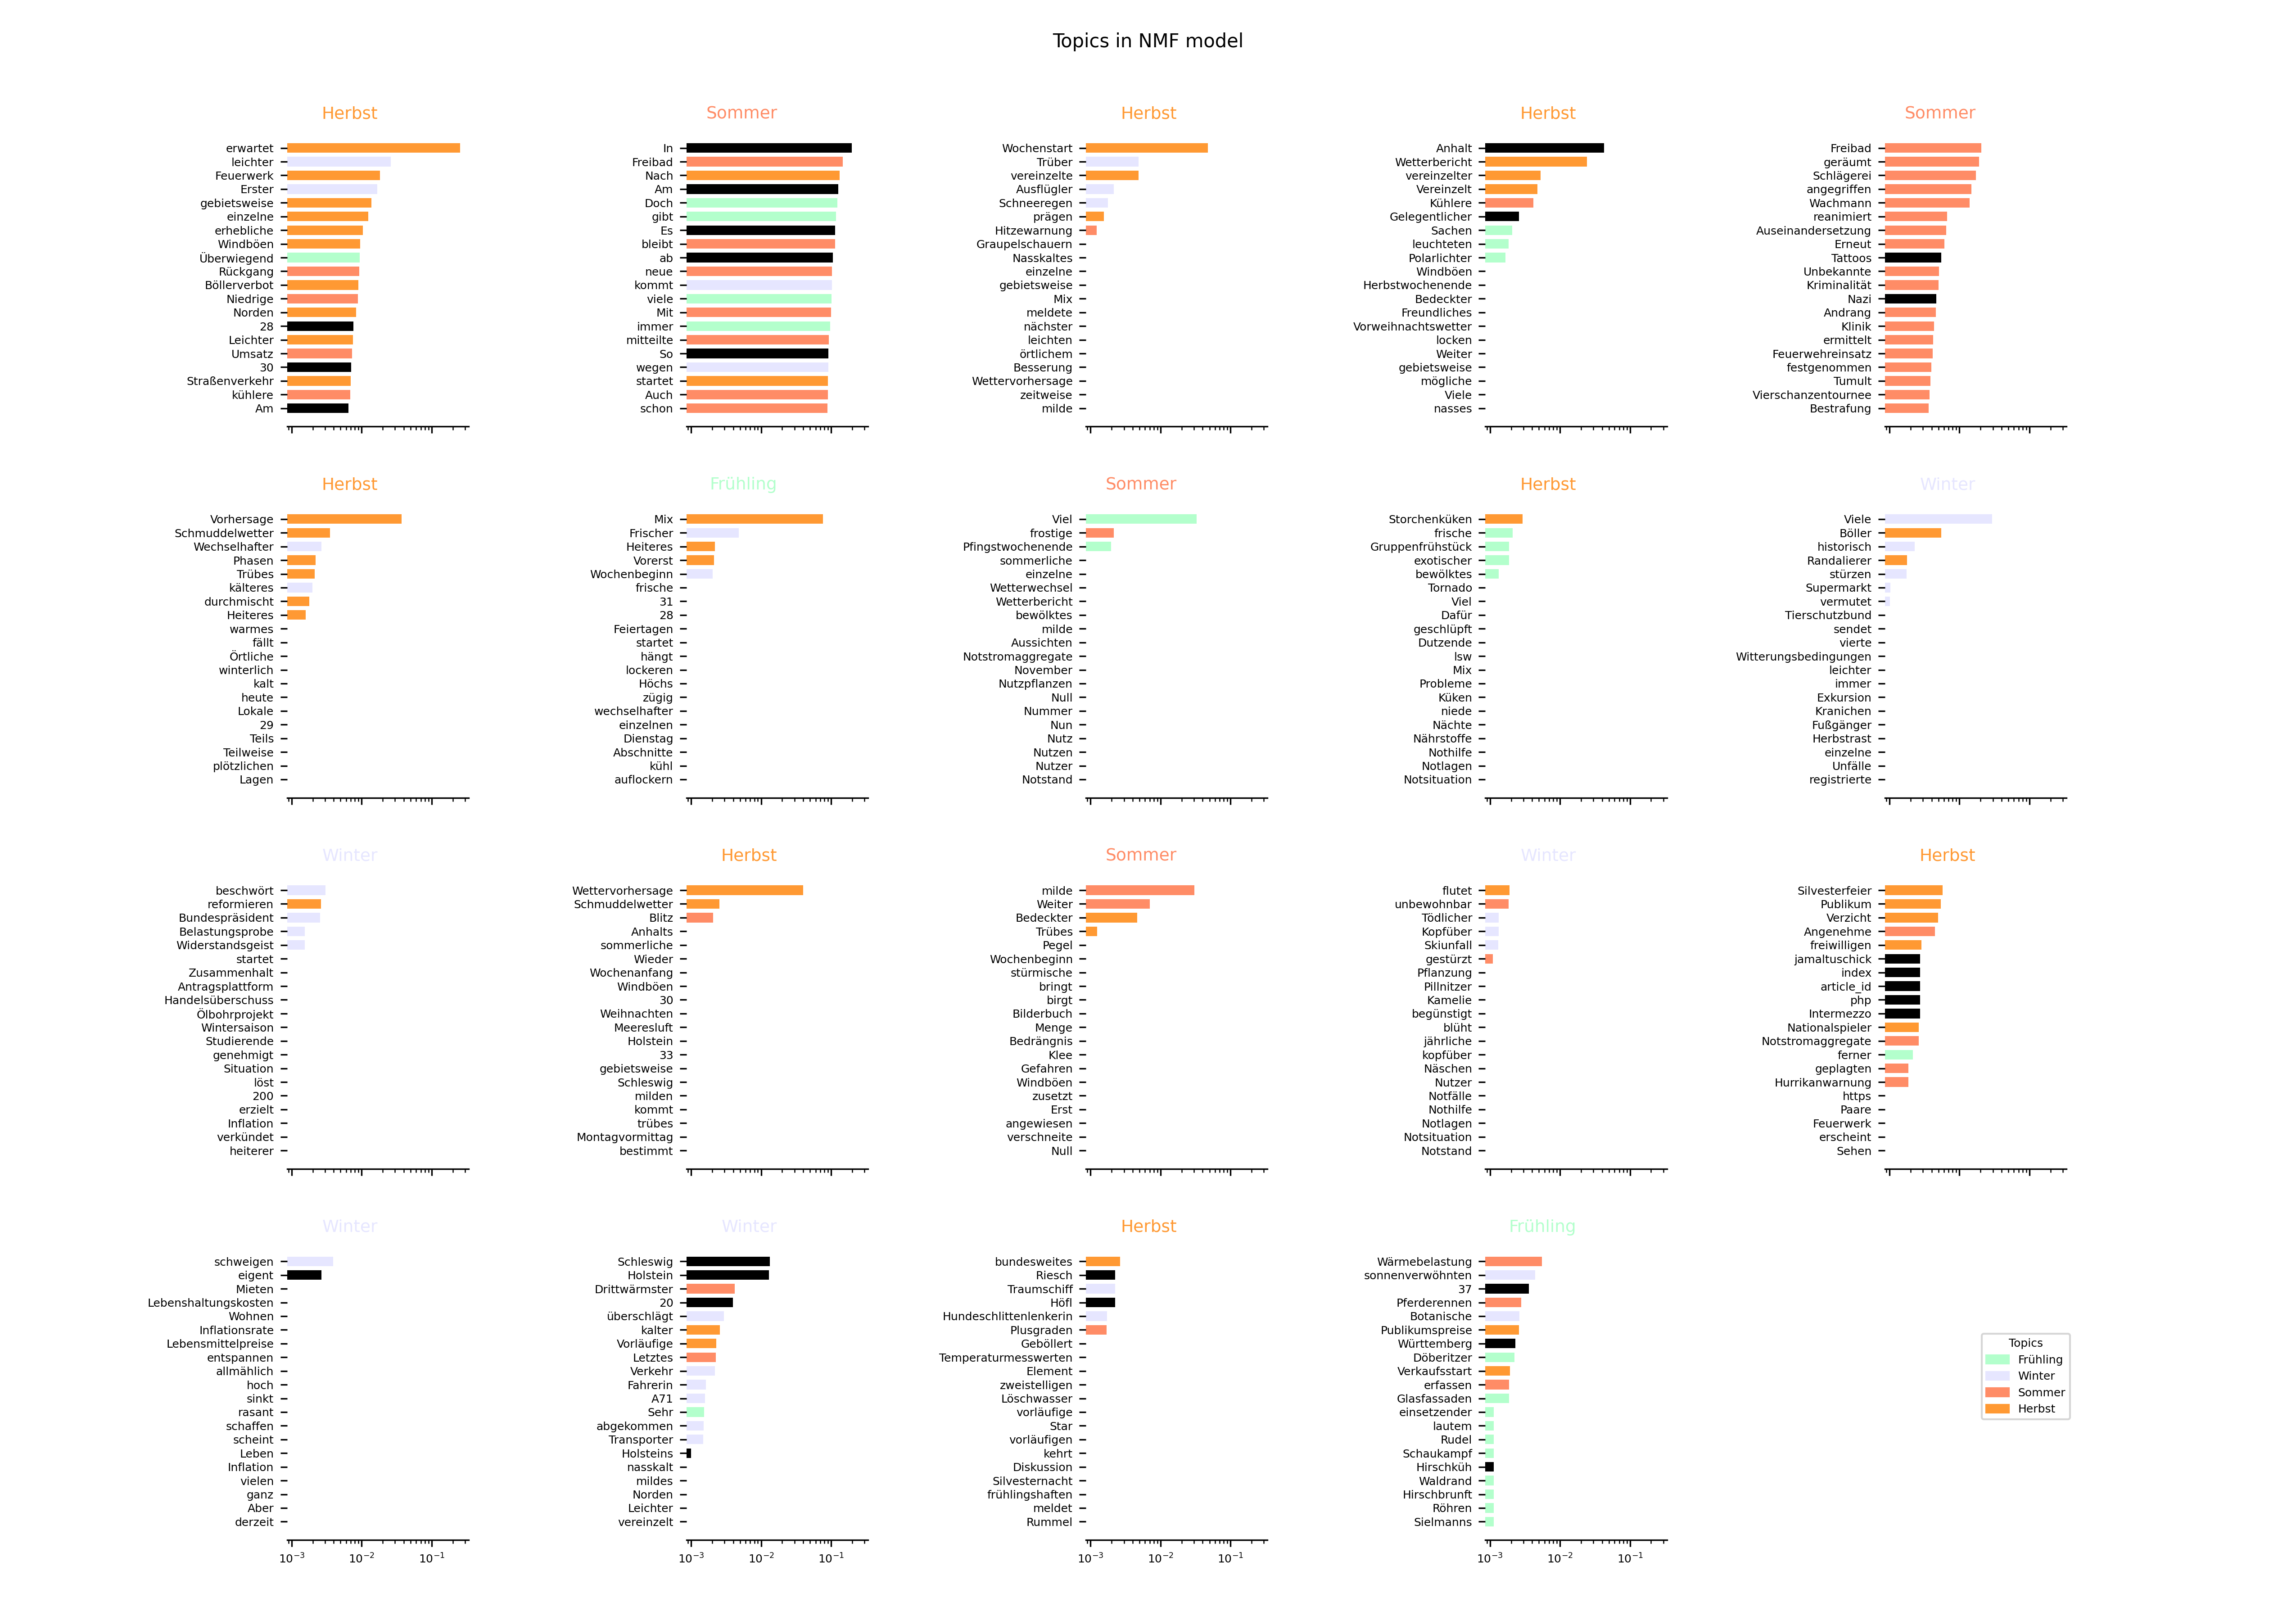 Topics in NMF model
Herbst
erwartet
leichter
Feuerwerk
Erster
gebietsweise
einzelne
erhebliche
Windböen
Überwiegend
Rückgang
Böllerverbot
Niedrige
Norden
28
Leichter
Umsatz
30
Straßenverkehr
kühlere
Am
Sommer
In
Freibad
Nach
Am
Doch
gibt
Es
bleibt
ab
neue
kommt
viele
Mit
immer
mitteilte
So
wegen
startet
Auch
schon
Herbst
Wochenstart
Trüber
vereinzelte
Ausflügler
Schneeregen
prägen
Hitzewarnung
Graupelschauern
Nasskaltes
einzelne
gebietsweise
Mix
meldete
nächster
leichten
örtlichem
Besserung
Wettervorhersage
zeitweise
milde
Herbst
Anhalt
Wetterbericht
vereinzelter
Vereinzelt
Kühlere
Gelegentlicher
Sachen
leuchteten
Polarlichter
Windböen
Herbstwochenende
Bedeckter
Freundliches
Vorweihnachtswetter
locken
Weiter
gebietsweise
mögliche
Viele
nasses
Sommer
Freibad
geräumt
Schlägerei
angegriffen
Wachmann
reanimiert
Auseinandersetzung
Erneut
Tattoos
Unbekannte
Kriminalität
Nazi
Andrang
Klinik
ermittelt
Feuerwehreinsatz
festgenommen
Tumult
Vierschanzentournee
Bestrafung
Herbst
Vorhersage
Schmuddelwetter
Wechselhafter
Phasen
Trübes
kälteres
durchmischt
Heiteres
warmes
fällt
Örtliche
winterlich
kalt
heute
Lokale
29
Teils
Teilweise
plötzlichen
Lagen
Frühling
Mix
Frischer
Heiteres
Vorerst
Wochenbeginn
frische
31
28
Feiertagen
startet
hängt
lockeren
Höchs
zügig
wechselhafter
einzelnen
Dienstag
Abschnitte
kühl
auflockern
Sommer
Viel
frostige
Pfingstwochenende
sommerliche
einzelne
Wetterwechsel
Wetterbericht
bewölktes
milde
Aussichten
Notstromaggregate
November
Nutzpflanzen
Null
Nummer
Nun
Nutz
Nutzen
Nutzer
Notstand
Herbst
Storchenküken
frische
Gruppenfrühstück
exotischer
bewölktes
Tornado
Viel
Dafür
geschlüpft
Dutzende
lsw
Mix
Probleme
Küken
niede
Nächte
Nährstoffe
Nothilfe
Notlagen
Notsituation
Winter
Viele
Böller
historisch
Randalierer
stürzen
Supermarkt
vermutet
Tierschutzbund
sendet
vierte
Witterungsbedingungen
leichter
immer
Exkursion
Kranichen
Fußgänger
Herbstrast
einzelne
Unfälle
registrierte
Winter
beschwört
reformieren
Bundespräsident
Belastungsprobe
Widerstandsgeist
startet
Zusammenhalt
Antragsplattform
Handelsüberschuss
Ölbohrprojekt
Wintersaison
Studierende
genehmigt
Situation
löst
200
erzielt
Inflation
verkündet
heiterer
Herbst
Wettervorhersage
Schmuddelwetter
Blitz
Anhalts
sommerliche
Wieder
Wochenanfang
Windböen
30
Weihnachten
Meeresluft
Holstein
33
gebietsweise
Schleswig
milden
kommt
trübes
Montagvormittag
bestimmt
Sommer
milde
Weiter
Bedeckter
Trübes
Pegel
Wochenbeginn
stürmische
bringt
birgt
Bilderbuch
Menge
Bedrängnis
Klee
Gefahren
Windböen
zusetzt
Erst
angewiesen
verschneite
Null
Winter
flutet
unbewohnbar
Tödlicher
Kopfüber
Skiunfall
gestürzt
Pflanzung
Pillnitzer
Kamelie
begünstigt
blüht
jährliche
kopfüber
Näschen
Nutzer
Notfälle
Nothilfe
Notlagen
Notsituation
Notstand
Herbst
Silvesterfeier
Publikum
Verzicht
Angenehme
freiwilligen
jamaltuschick
index
article_id
php
Intermezzo
Nationalspieler
Notstromaggregate
ferner
geplagten
Hurrikanwarnung
https
Paare
Feuerwerk
erscheint
Sehen
Winter
schweigen
eigent
Mieten
Lebenshaltungskosten
Wohnen
Inflationsrate
Lebensmittelpreise
entspannen
allmählich
hoch
sinkt
rasant
schaffen
scheint
Leben
Inflation
vielen
ganz
Aber
derzeit
10⁻³ 10⁻² 10⁻¹
Winter
Schleswig
Holstein
Drittwärmster
20
überschlägt
kalter
Vorläufige
Letztes
Verkehr
Fahrerin
A71
Sehr
abgekommen
Transporter
Holsteins
nasskalt
mildes
Norden
Leichter
vereinzelt
10⁻³ 10⁻² 10⁻¹
Herbst
bundesweites
Riesch
Traumschiff
Höfl
Hundeschlittenlenkerin
Plusgraden
Geböllert
Temperaturmesswerten
Element
zweistelligen
Löschwasser
vorläufige
Star
vorläufigen
kehrt
Diskussion
Silvesternacht
frühlingshaften
meldet
Rummel
10⁻³ 10⁻² 10⁻¹
Frühling
Wärmebelastung
sonnenverwöhnten
37
Pferderennen
Botanische
Publikumspreise
Württemberg
Döberitzer
Verkaufsstart
erfassen
Glasfassaden
einsetzender
lautem
Rudel
Schaukampf
Hirschküh
Waldrand
Hirschbrunft
Röhren
Sielmanns
10⁻³ 10⁻² 10⁻¹
Topics
Frühling
Winter
Sommer
Herbst